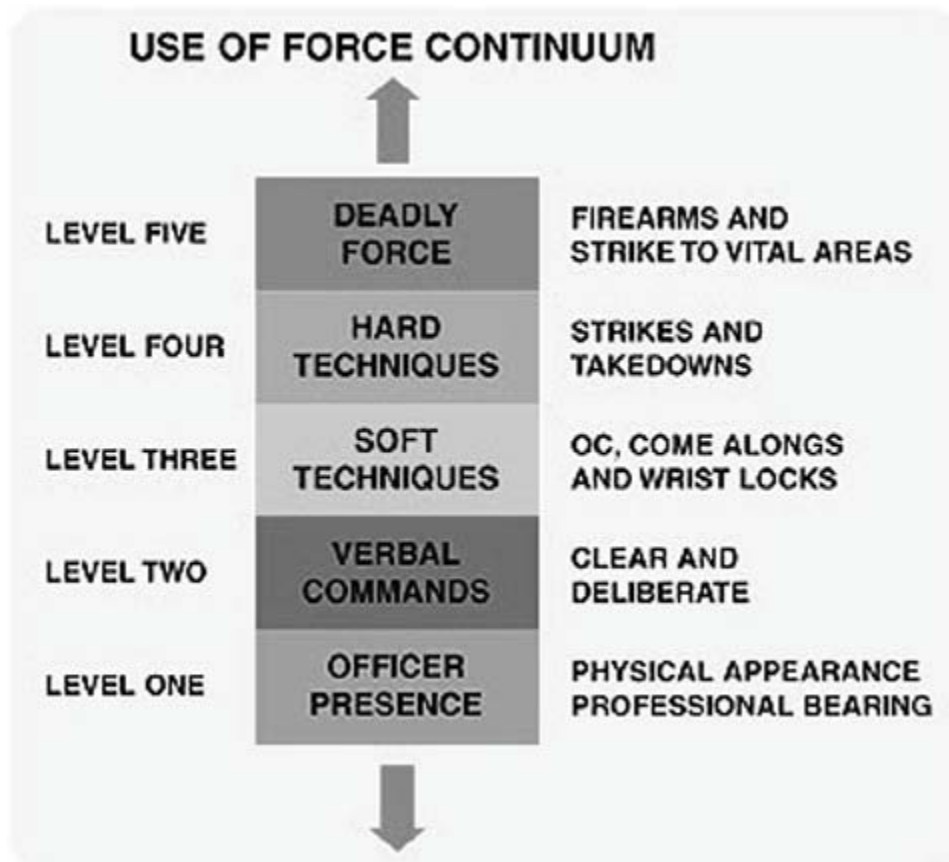 USE OF FORCE CONTINUUM
LEVEL FIVE
DEADLY
FORCE
FIREARMS AND
STRIKE TO VITAL AREAS
LEVEL FOUR
HARD
TECHNIQUES
STRIKES AND
TAKEDOWNS
LEVEL THREE
SOFT
TECHNIQUES
OC, COME ALONGS
AND WRIST LOCKS
LEVEL TWO
VERBAL
COMMANDS
CLEAR AND
DELIBERATE
LEVEL ONE
OFFICER
PRESENCE
PHYSICAL APPEARANCE
PROFESSIONAL BEARING